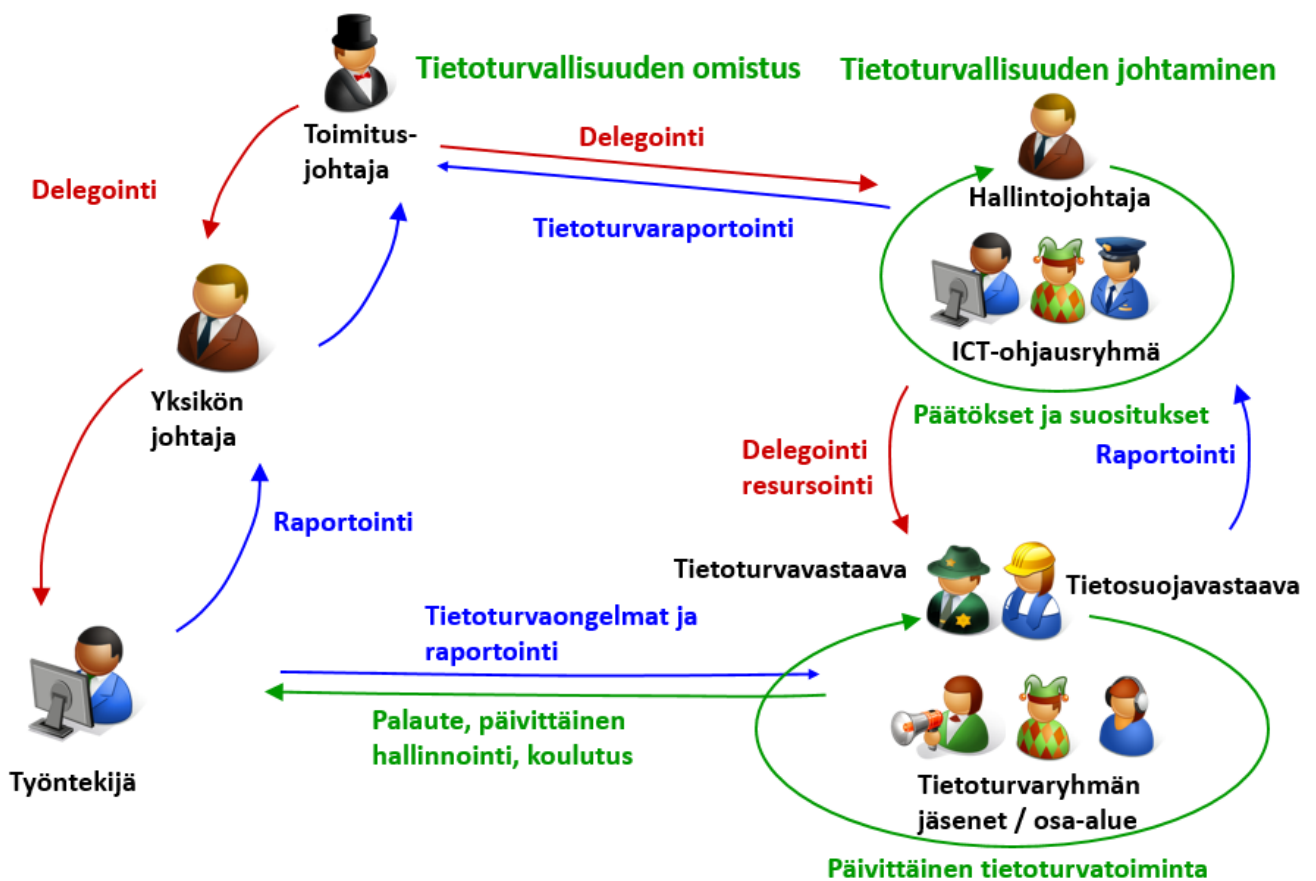 Tietoturvallisuuden omistus
Tietoturvallisuuden johtaminen
Toimitus-
johtaja
Delegointi
Delegointi
Tietoturvaraportointi
Hallintojohtaja
ICT-ohjausryhmä
Yksikön
johtaja
Päätökset ja suositukset
Delegointi
resursointi
Raportointi
Raportointi
Tietoturvavastaava
Tietosuojavastaava
Tietoturvaongelmat ja
raportointi
Palaute, päivittäinen
hallinnointi, koulutus
Työntekijä
Tietoturvaryhmän
jäsenet / osa-alue
Päivittäinen tietoturvatoiminta